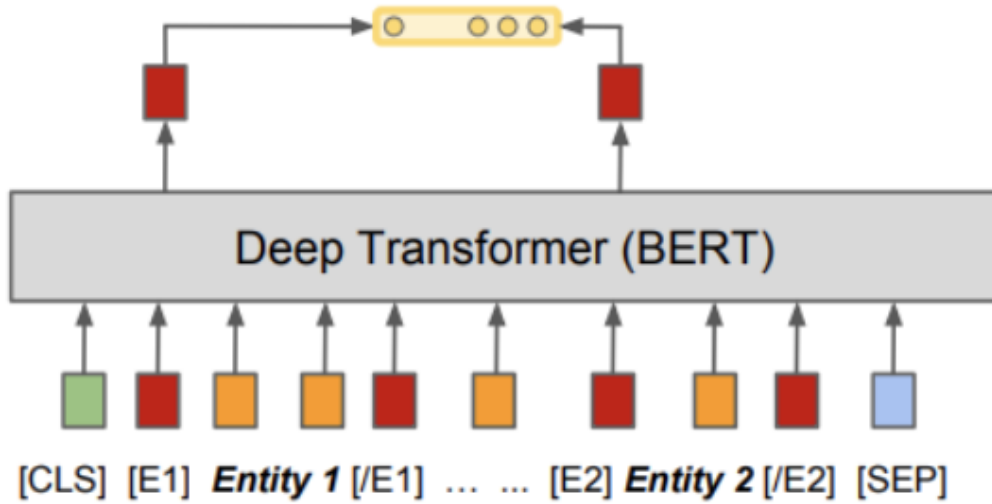 Deep Transformer (BERT)
[CLS] [E1] Entity 1 [/E1] ... ... [E2] Entity 2 [/E2] [SEP]